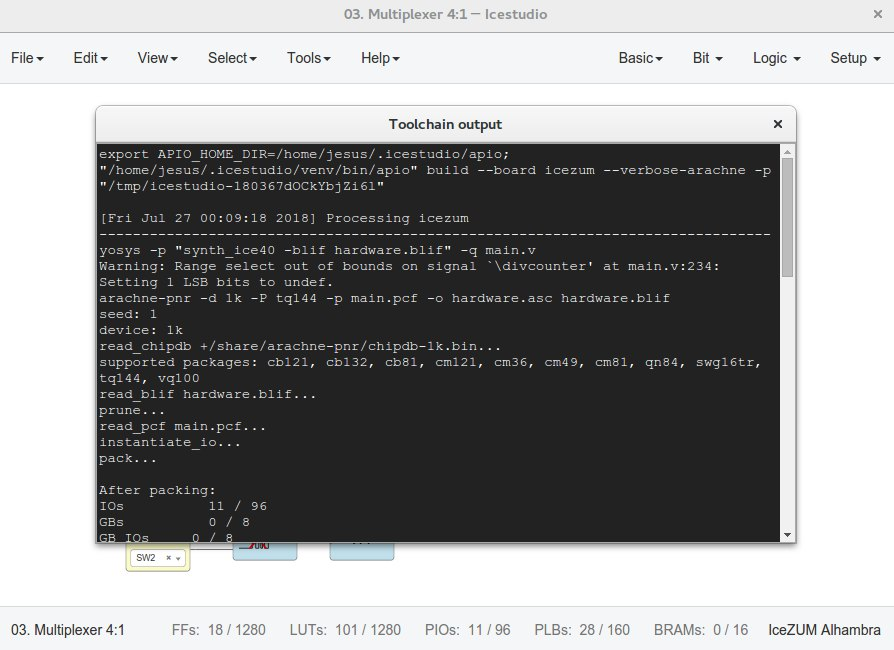 03. Multiplexer 4:1 — Icestudio
File Edit View Select Tools Help Basic Bit Logic Setup
Toolchain output
export APIO_HOME_DIR=/home/jesus/.icestudio/apio;
"/home/jesus/.icestudio/venv/bin/apio" build --board icezum --verbose-arachne -p
"/tmp/icestudio-180367dOCkYbjZi6l"
[Fri Jul 27 00:09:18 2018] Processing icezum
--------------------------------------------------------------------------------
yosys -p "synth_ice40 -blif hardware.blif" -q main.v
Warning: Range select out of bounds on signal `\divcounter' at main.v:234:
Setting 1 LSB bits to undef.
arachne-pnr -d 1k -P tq144 -p main.pcf -o hardware.asc hardware.blif
seed: 1
device: 1k
read_chipdb +/share/arachne-pnr/chipdb-1k.bin...
supported packages: cb121, cb132, cb81, cm121, cm36, cm49, cm81, qn84, swg16tr,
tq144, vq100
read_blif hardware.blif...
prune...
read_pcf main.pcf...
instantiate_io...
pack...
After packing:
IOs 11 / 96
GBs 0 / 8
GB IOs 0 / 8
SW2
03. Multiplexer 4:1 FFs: 18 / 1280 LUTs: 101 / 1280 PIOs: 11 / 96 PLBs: 28 / 160 BRAMs: 0 / 16 IceZUM Alhambra